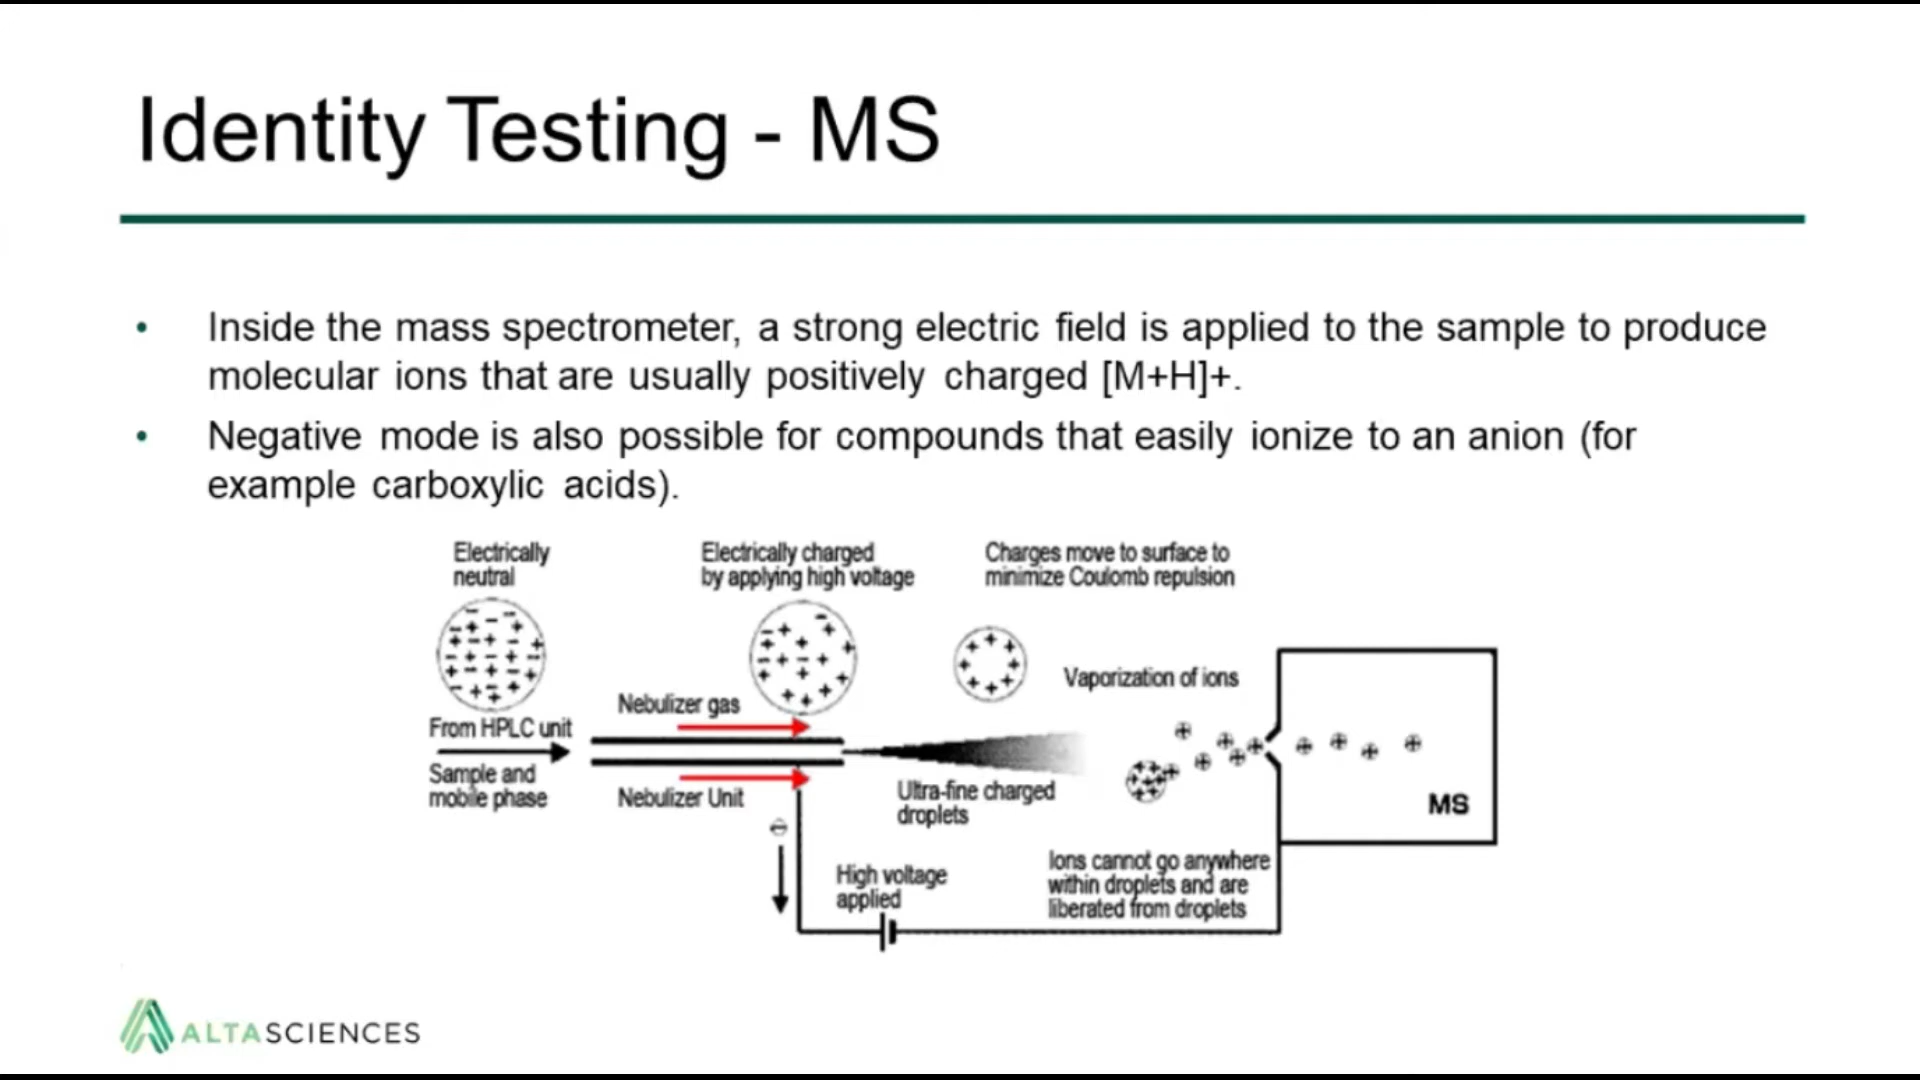 Identity Testing - MS
• Inside the mass spectrometer, a strong electric field is applied to the sample to produce
molecular ions that are usually positively charged [M+H]+.
• Negative mode is also possible for compounds that easily ionize to an anion (for
example carboxylic acids).
Electrically
neutral
Electrically charged
by applying high voltage
Charges move to surface to
minimize Coulomb repulsion
Vaporization of ions
Nebulizer gas
From HPLC unit
Sample and
mobile phase
Nebulizer Unit
Ultra-fine charged
droplets
MS
High voltage
applied
Ions cannot go anywhere
within droplets and are
liberated from droplets
ALTASCIENCES